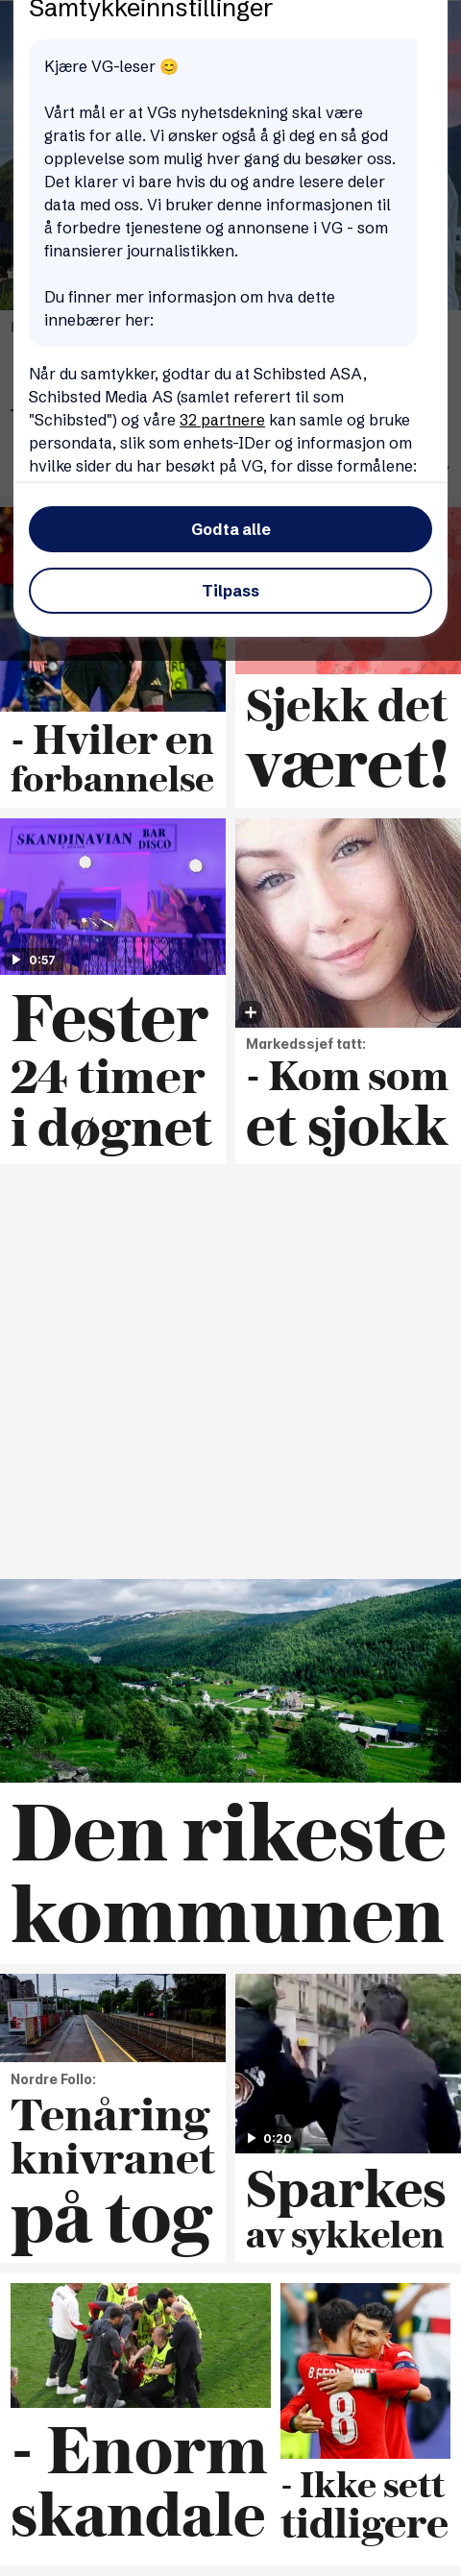 Samtykkeinnstillinger
Kjære VG-leser 😊
Vårt mål er at VGs nyhetsdekning skal være
gratis for alle. Vi ønsker også å gi deg en så god
opplevelse som mulig hver gang du besøker oss.
Det klarer vi bare hvis du og andre lesere deler
data med oss. Vi bruker denne informasjonen til
å forbedre tjenestene og annonsene i VG - som
finansierer journalistikken.
Du finner mer informasjon om hva dette
innebærer her:
Når du samtykker, godtar du at Schibsted ASA,
Schibsted Media AS (samlet referert til som
"Schibsted") og våre 32 partnere kan samle og bruke
persondata, slik som enhets-IDer og informasjon om
hvilke sider du har besøkt på VG, for disse formålene:
Godta alle
Tilpass
- Hviler en
forbannelse
Sjekk det
været!
SKANDINAVIAN BAR
DISCO
0:57
Fester
24 timer
i døgnet
Markedssjef tatt:
- Kom som
et sjokk
Den rikeste
kommunen
Nordre Follo:
Tenåring
knivranet
på tog
0:20
Sparkes
av sykkelen
- Enorm
skandale
B.FERNANDES
8
- Ikke sett
tidligere